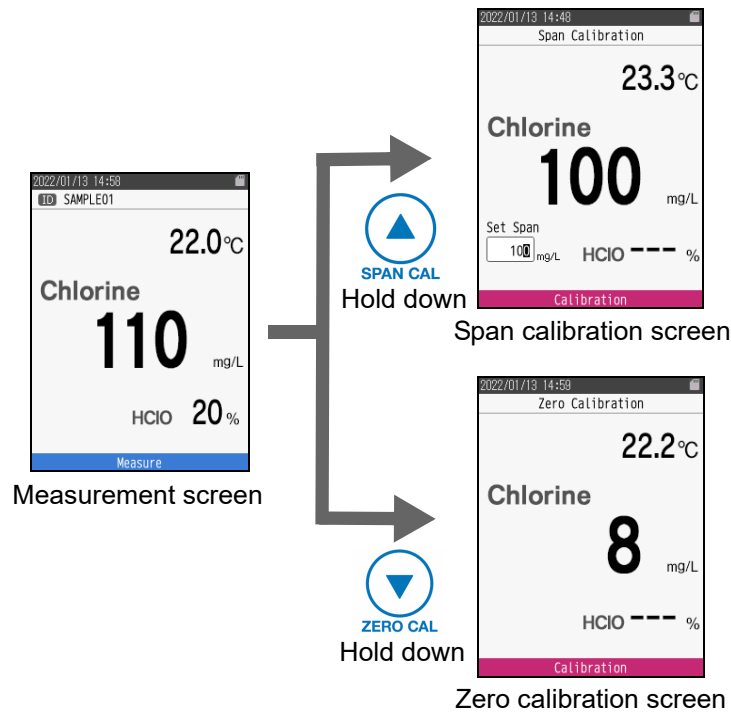 2022/01/13 14:58
ID SAMPLE01
22.0℃
Chlorine
110 mg/L
HClO 20 %
Measure
Measurement screen
SPAN CAL
Hold down
2022/01/13 14:48
Span Calibration
23.3℃
Chlorine
100 mg/L
Set Span
100 mg/L HClO --- %
Calibration
Span calibration screen
ZERO CAL
Hold down
2022/01/13 14:59
Zero Calibration
22.2℃
Chlorine
8 mg/L
HClO --- %
Calibration
Zero calibration screen